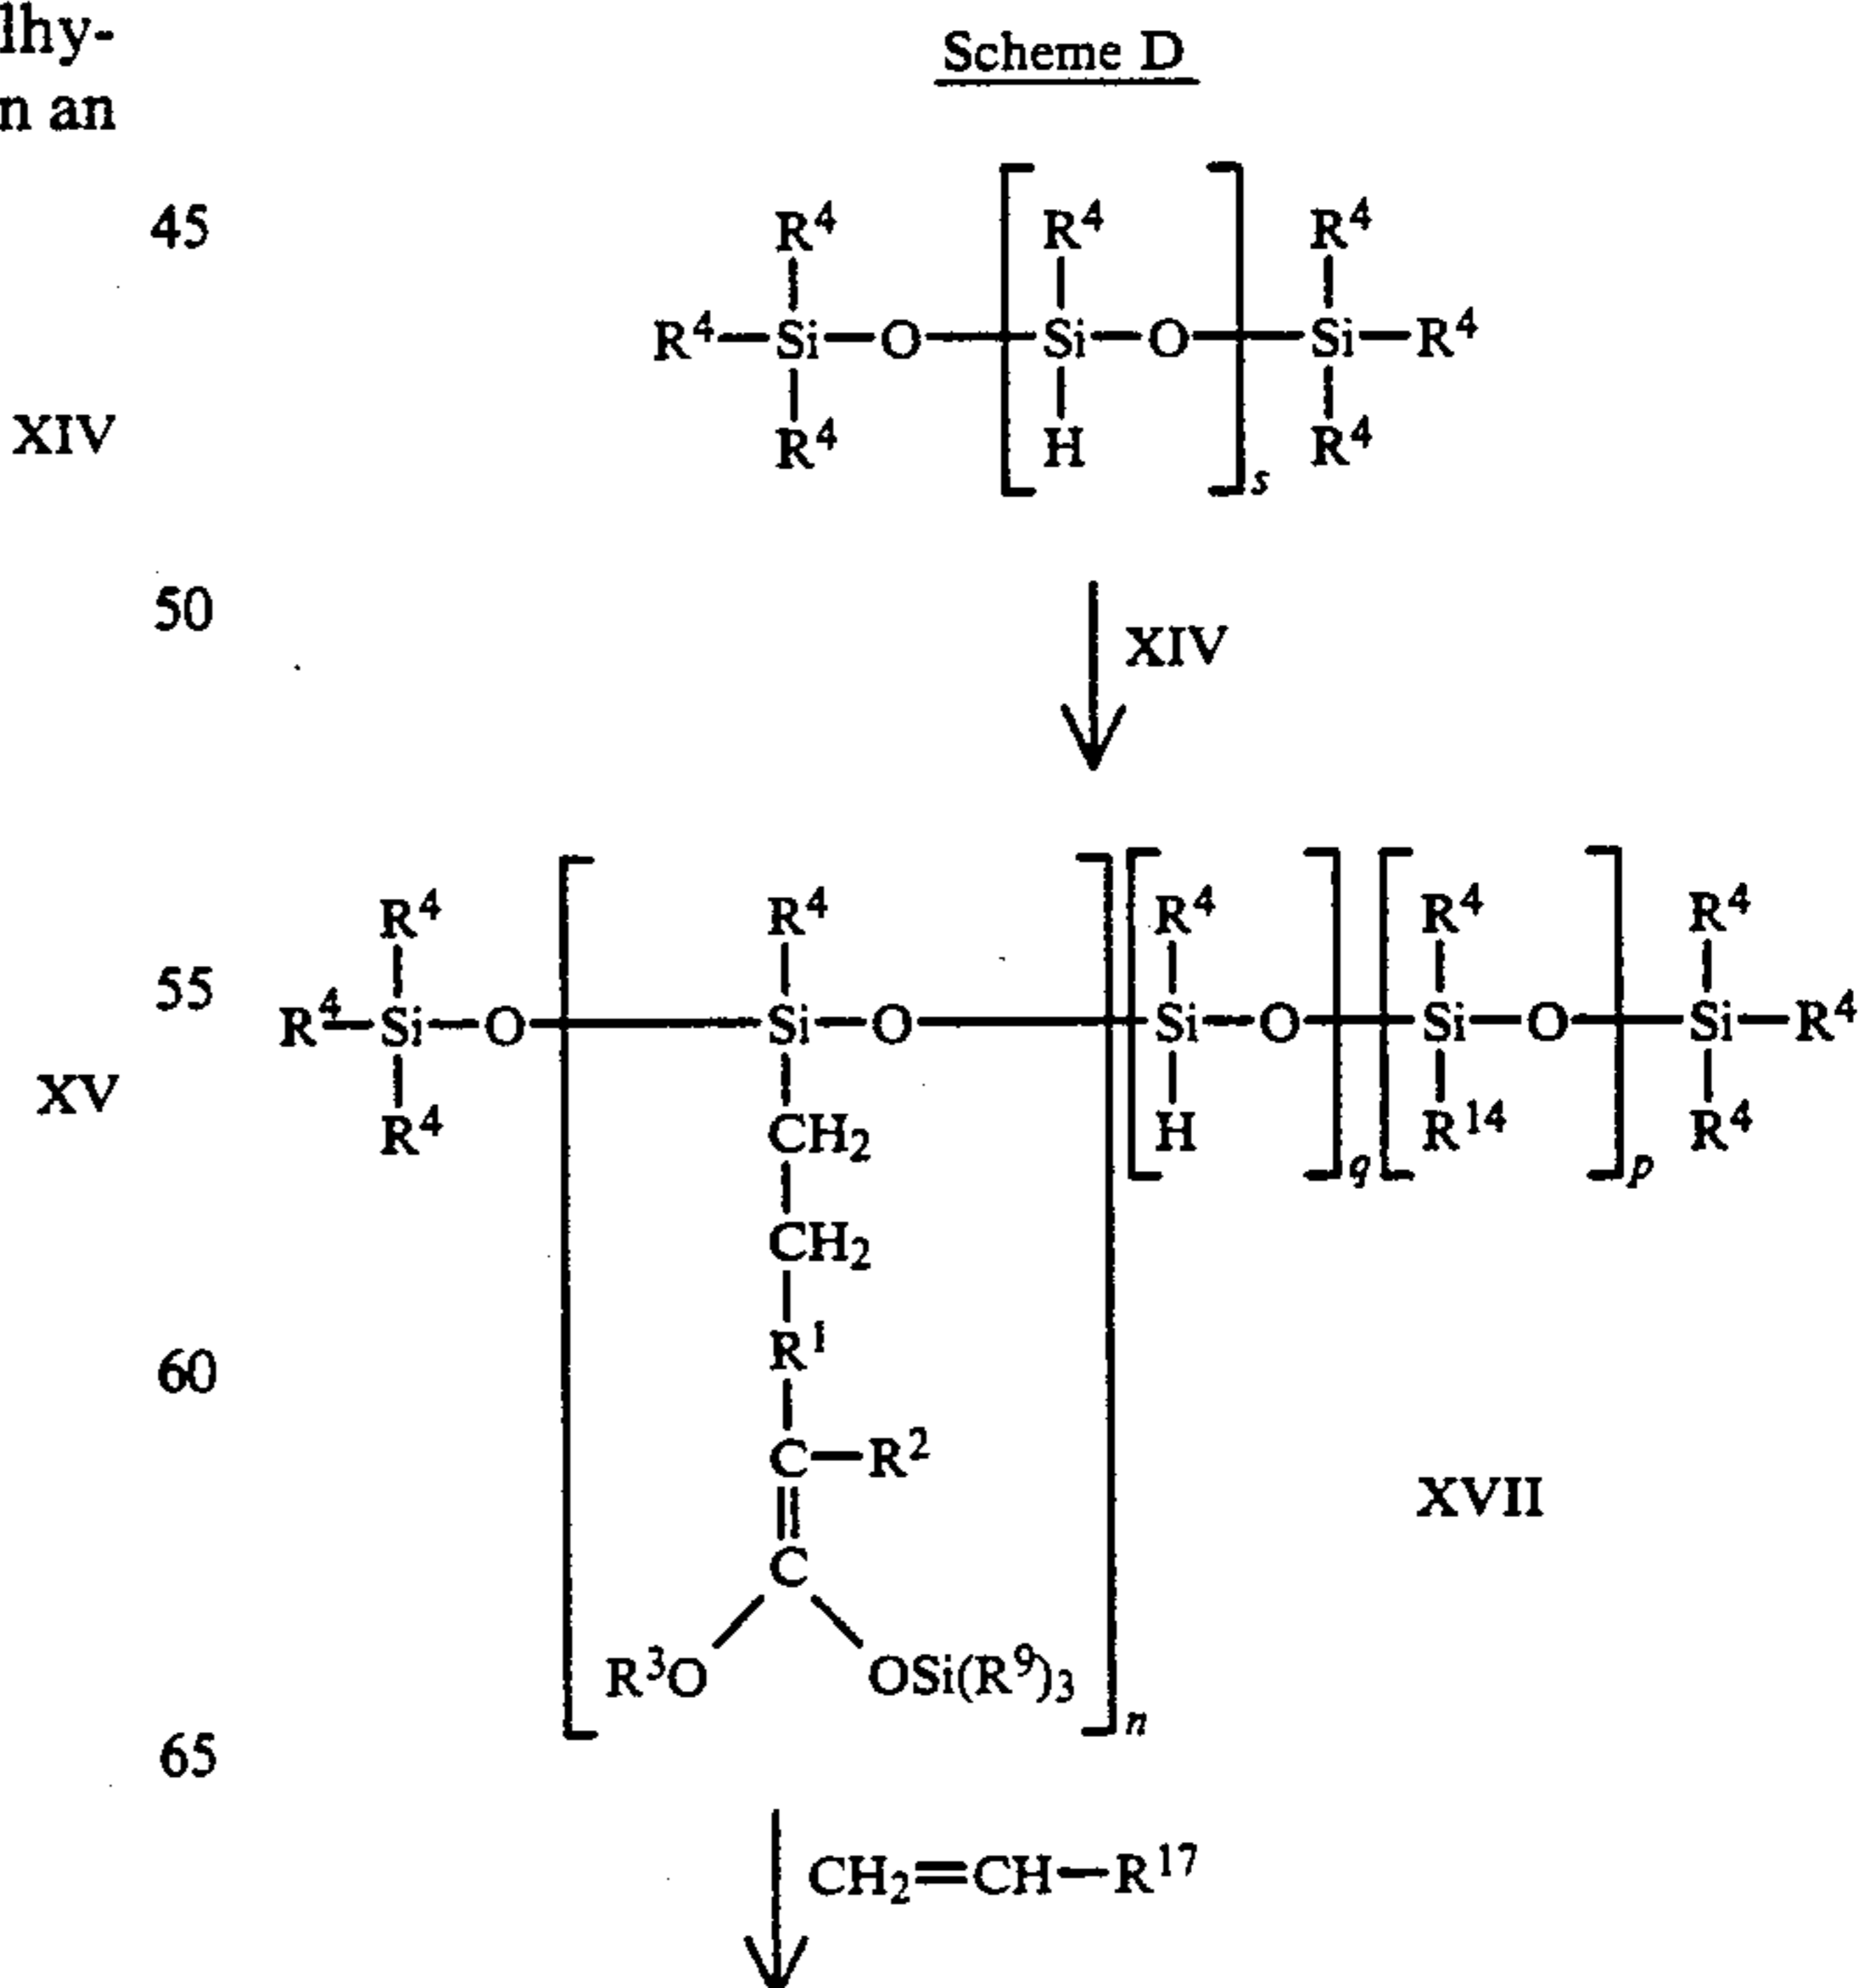 lhy-
Scheme D
n an
45
R⁴ R⁴ R⁴
R⁴—Si—O—[Si—O]—Si—R⁴
XIV
R⁴ H R⁴
s
50
XIV
55
R⁴ R⁴ R⁴ R⁴ R⁴
R⁴—Si—O—[Si—O]—[Si—O]—[Si—O]—Si—R⁴
XV
R⁴ CH₂ H R¹⁴ R⁴
q p
CH₂
60
R¹
C—R²
XVII
C
R³O OSi(R⁹)₃
n
65
CH₂=CH—R¹⁷